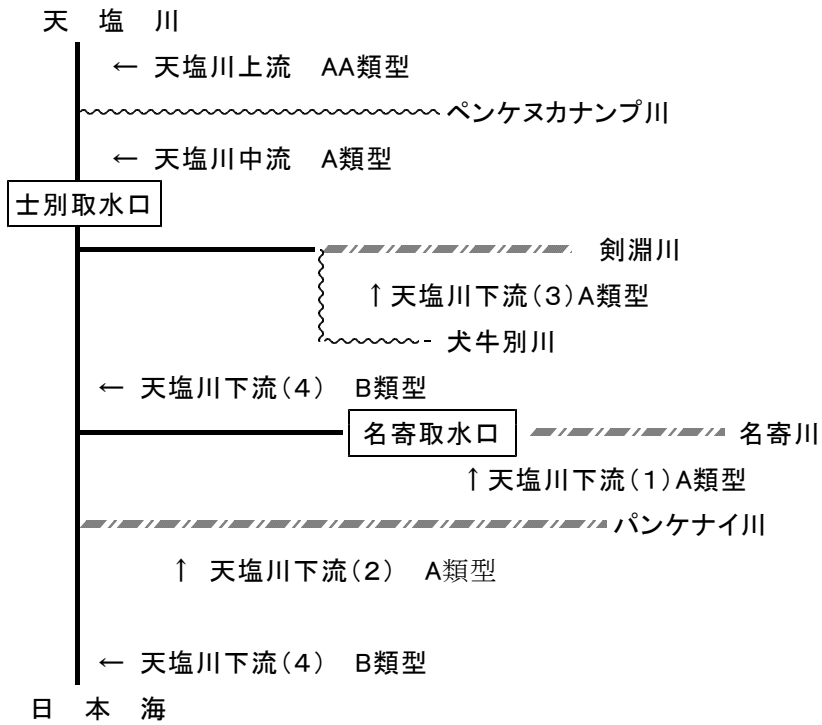 天　塩　川
← 天塩川上流　AA類型
ペンケヌカナンプ川
← 天塩川中流　A類型
士別取水口
剣淵川
↑天塩川下流（3）A類型
犬牛別川
← 天塩川下流（4）　B類型
名寄取水口
名寄川
↑天塩川下流（1）A類型
パンケナイ川
↑　天塩川下流（2）　A類型
← 天塩川下流（4）　B類型
日　本　海